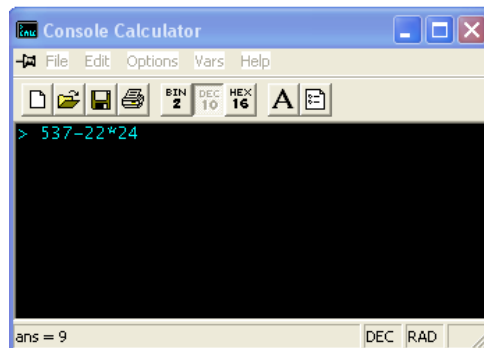 Console Calculator
File Edit Options Vars Help
BIN 2 DEC 10 HEX 16 A
> 537-22*24
ans = 9 DEC RAD